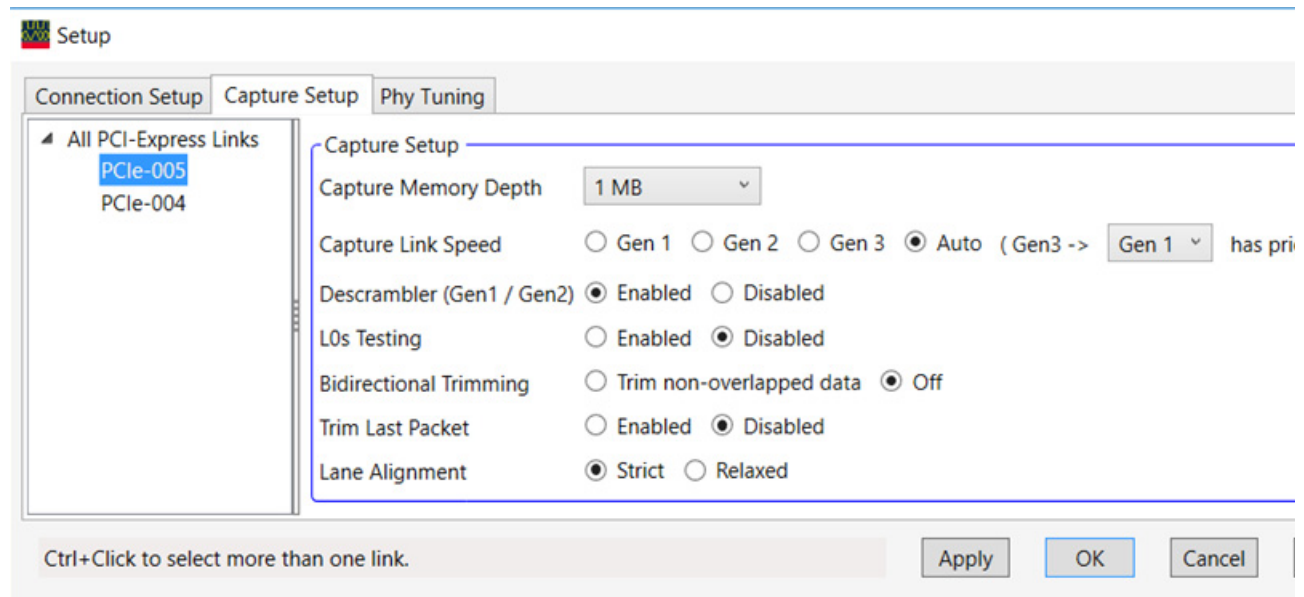 Setup
Connection Setup Capture Setup Phy Tuning
All PCI-Express Links
PCIe-005
PCIe-004
Capture Setup
Capture Memory Depth 1 MB
Capture Link Speed Gen 1 Gen 2 Gen 3 Auto ( Gen3 -> Gen 1 has pri
Descrambler (Gen1 / Gen2) Enabled Disabled
L0s Testing Enabled Disabled
Bidirectional Trimming Trim non-overlapped data Off
Trim Last Packet Enabled Disabled
Lane Alignment Strict Relaxed
Ctrl+Click to select more than one link. Apply OK Cancel